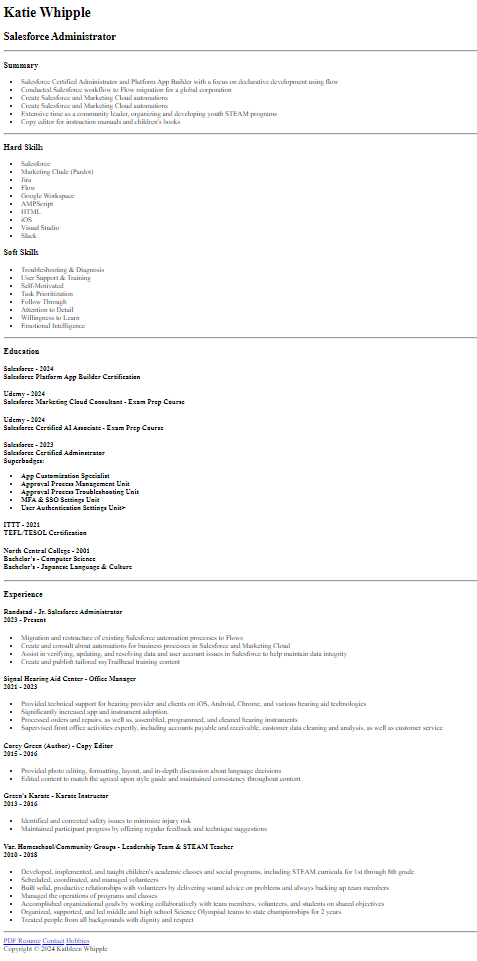 Katie Whipple
Salesforce Administrator
Summary
Salesforce Certified Administrator and Platform App Builder with a focus on declarative development using flow
Conducted Salesforce workflow to Flow migration for a global corporation
Create Salesforce and Marketing Cloud automations
Create Salesforce and Marketing Cloud automations
Extensive time as a community leader, organizing and developing youth STEAM programs
Copy editor for instruction manuals and children's books
Hard Skills
Salesforce
Marketing Clude (Pardot)
Jira
Flow
Google Workspace
AMPScript
HTML
iOS
Visual Studio
Slack
Soft Skills
Troubleshooting & Diagnosis
User Support & Training
Self-Motivated
Task Prioritization
Follow Through
Attention to Detail
Willingness to Learn
Emotional Intelligence
Education
Salesforce - 2024
Salesforce Platform App Builder Certification
Udemy - 2024
Salesforce Marketing Cloud Consultant - Exam Prep Course
Udemy - 2024
Salesforce Certified AI Associate - Exam Prep Course
Salesforce - 2023
Salesforce Certified Adminstrator
Superbadges:
App Customization Specialist
Approval Process Management Unit
Approval Process Troubleshooting Unit
MFA & SSO Settings Unit
User Authentication Settings Unit>
ITTT - 2021
TEFL/TESOL Certification
North Central College - 2001
Bachelor's - Computer Science
Bachelor's - Japanese Language & Culture
Experience
Randstad - Jr. Salesforce Administrator
2023 - Present
Migration and restructure of existing Salesforce automation processes to Flows
Create and consult about automations for business processes in Salesforce and Marketing Cloud
Assist in verifying, updating, and resolving data and user account issues in Salesforce to help maintain data integrity
Create and publish tailored myTrailhead training content
Signal Hearing Aid Center - Office Manager
2021 - 2023
Provided technical support for hearing provider and clients on iOS, Android, Chrome, and various hearing aid technologies
Significantly increased app and instrument adoption.
Processed orders and repairs, as well as, assembled, programmed, and cleaned hearing instruments
Supervised front office activities expertly, including accounts payable and receivable, customer data cleaning and analysis, as well as customer service
Corey Green (Author) - Copy Editor
2015 - 2016
Provided photo editing, formatting, layout, and in-depth discussion about language decisions
Edited content to match the agreed upon style guide and maintained consistency throughout content
Green's Karate - Karate Instructor
2013 - 2016
Identified and corrected safety issues to minimize injury risk
Maintained participant progress by offering regular feedback and technique suggestions
Var. Homeschool/Community Groups - Leadership Team & STEAM Teacher
2010 - 2018
Developed, implemented, and taught children's academic classes and social programs, including STEAM curricula for 1st through 8th grade
Scheduled, coordinated, and managed volunteers
Built solid, productive relationships with volunteers by delivering sound advice on problems and always backing up team members
Managed the operations of programs and classes
Accomplished organizational goals by working collaboratively with team members, volunteers, and students on shared objectives
Organized, supported, and led middle and high school Science Olympiad teams to state championships for 2 years
Treated people from all backgrounds with dignity and respect
PDF Resume Contact Hobbies
Copyright © 2024 Kathleen Whipple